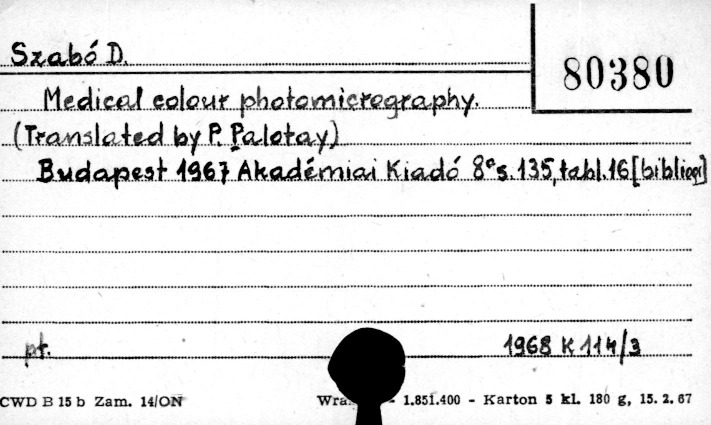 Szabó D.
80380
Medical colour photomicrography.
(Translated by P. Palotay)
Budapest 1967 Akadémiai Kiadó 8° s. 135, tabl. 16 [bibliogr]
pt.
1968 K 114/3
CWD B 15 b Zam. 14/ON - 1.851.400 - Karton 5 kl. 180 g, 15. 2. 67